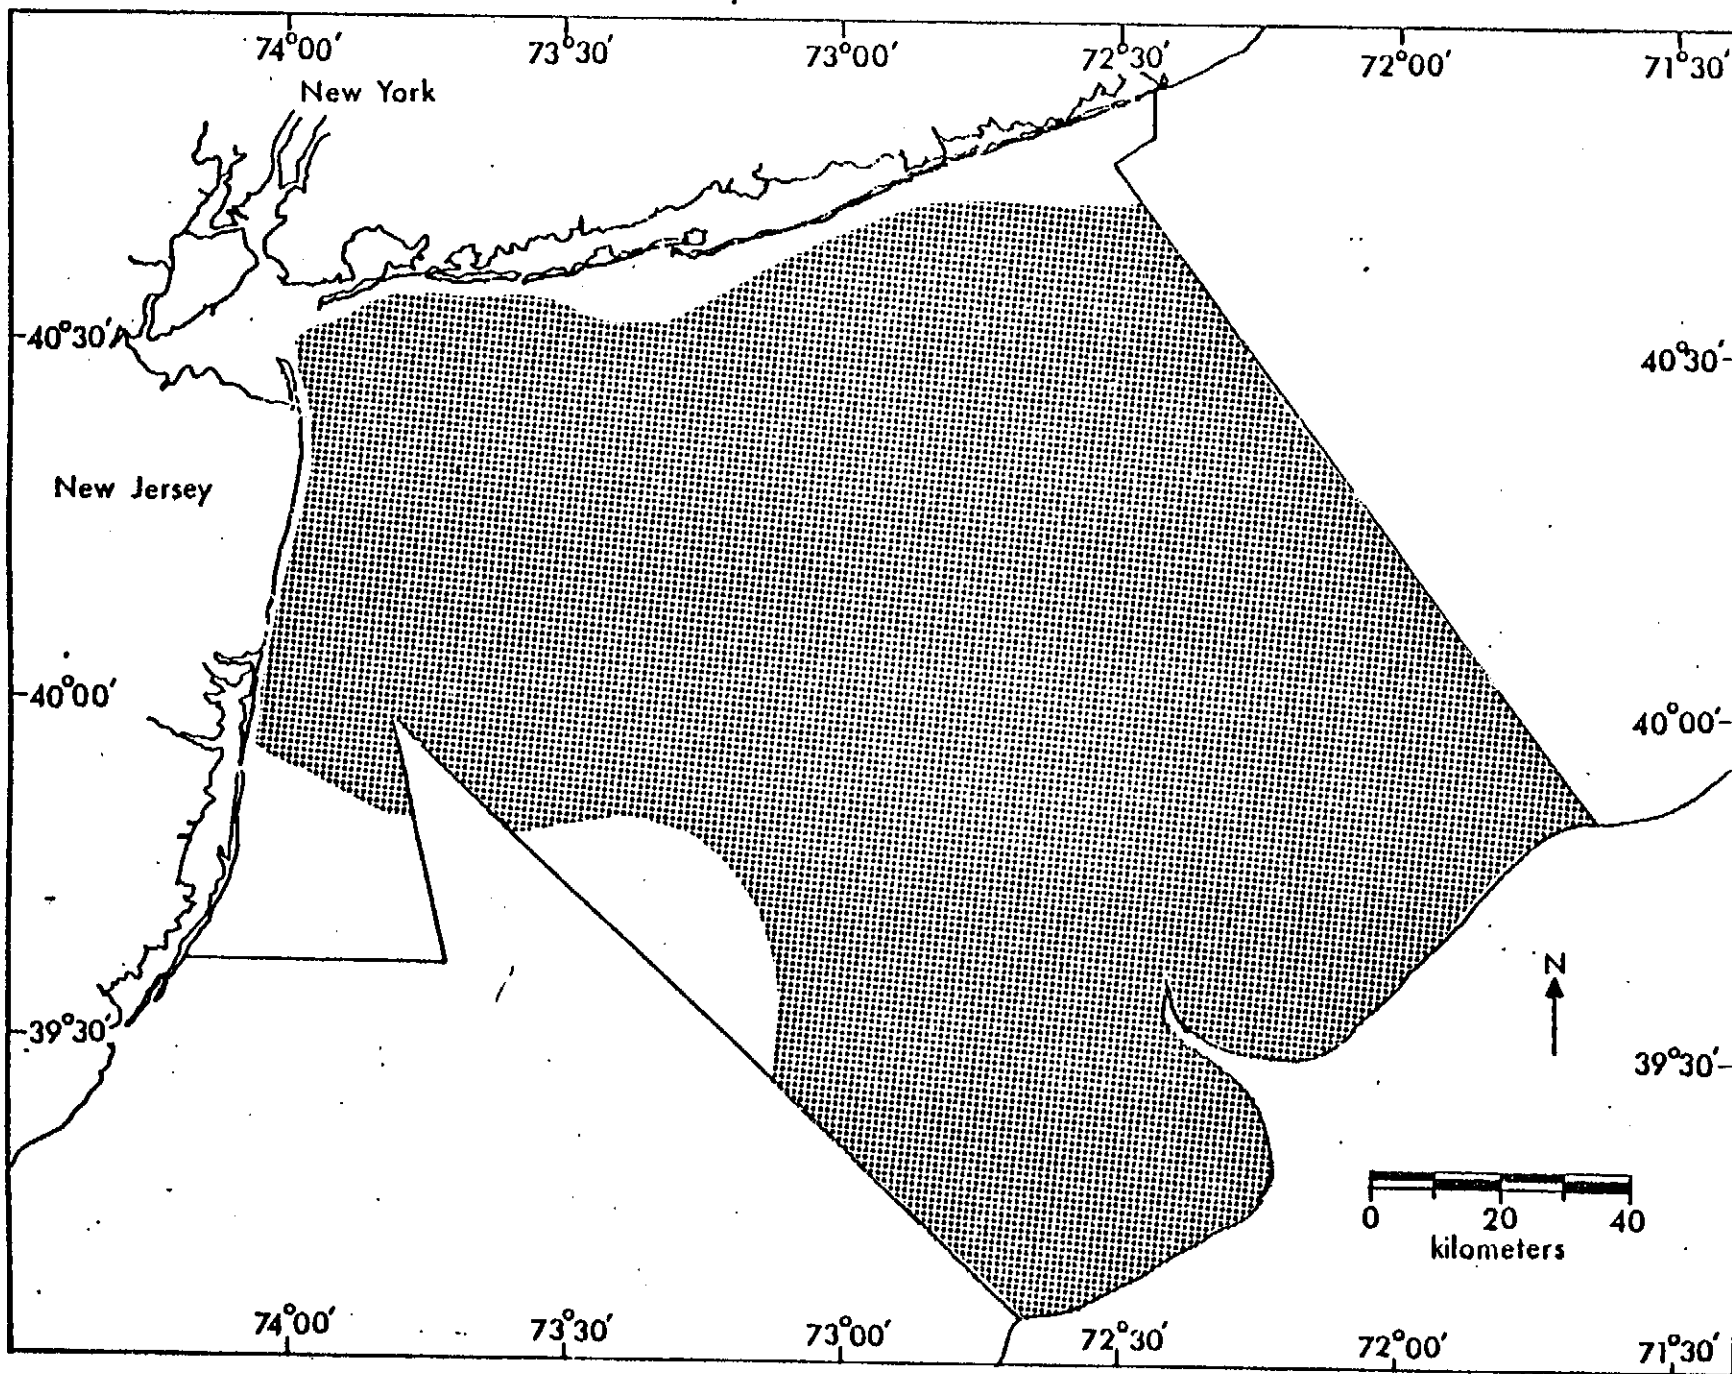 74°00′ 73°30′ 73°00′ 72°30′ 72°00′ 71°30′
New York
40°30′ 40°30′
New Jersey
40°00′ 40°00′
N
39°30′ 39°30′
0 20 40
kilometers
74°00′ 73°30′ 73°00′ 72°30′ 72°00′ 71°30′